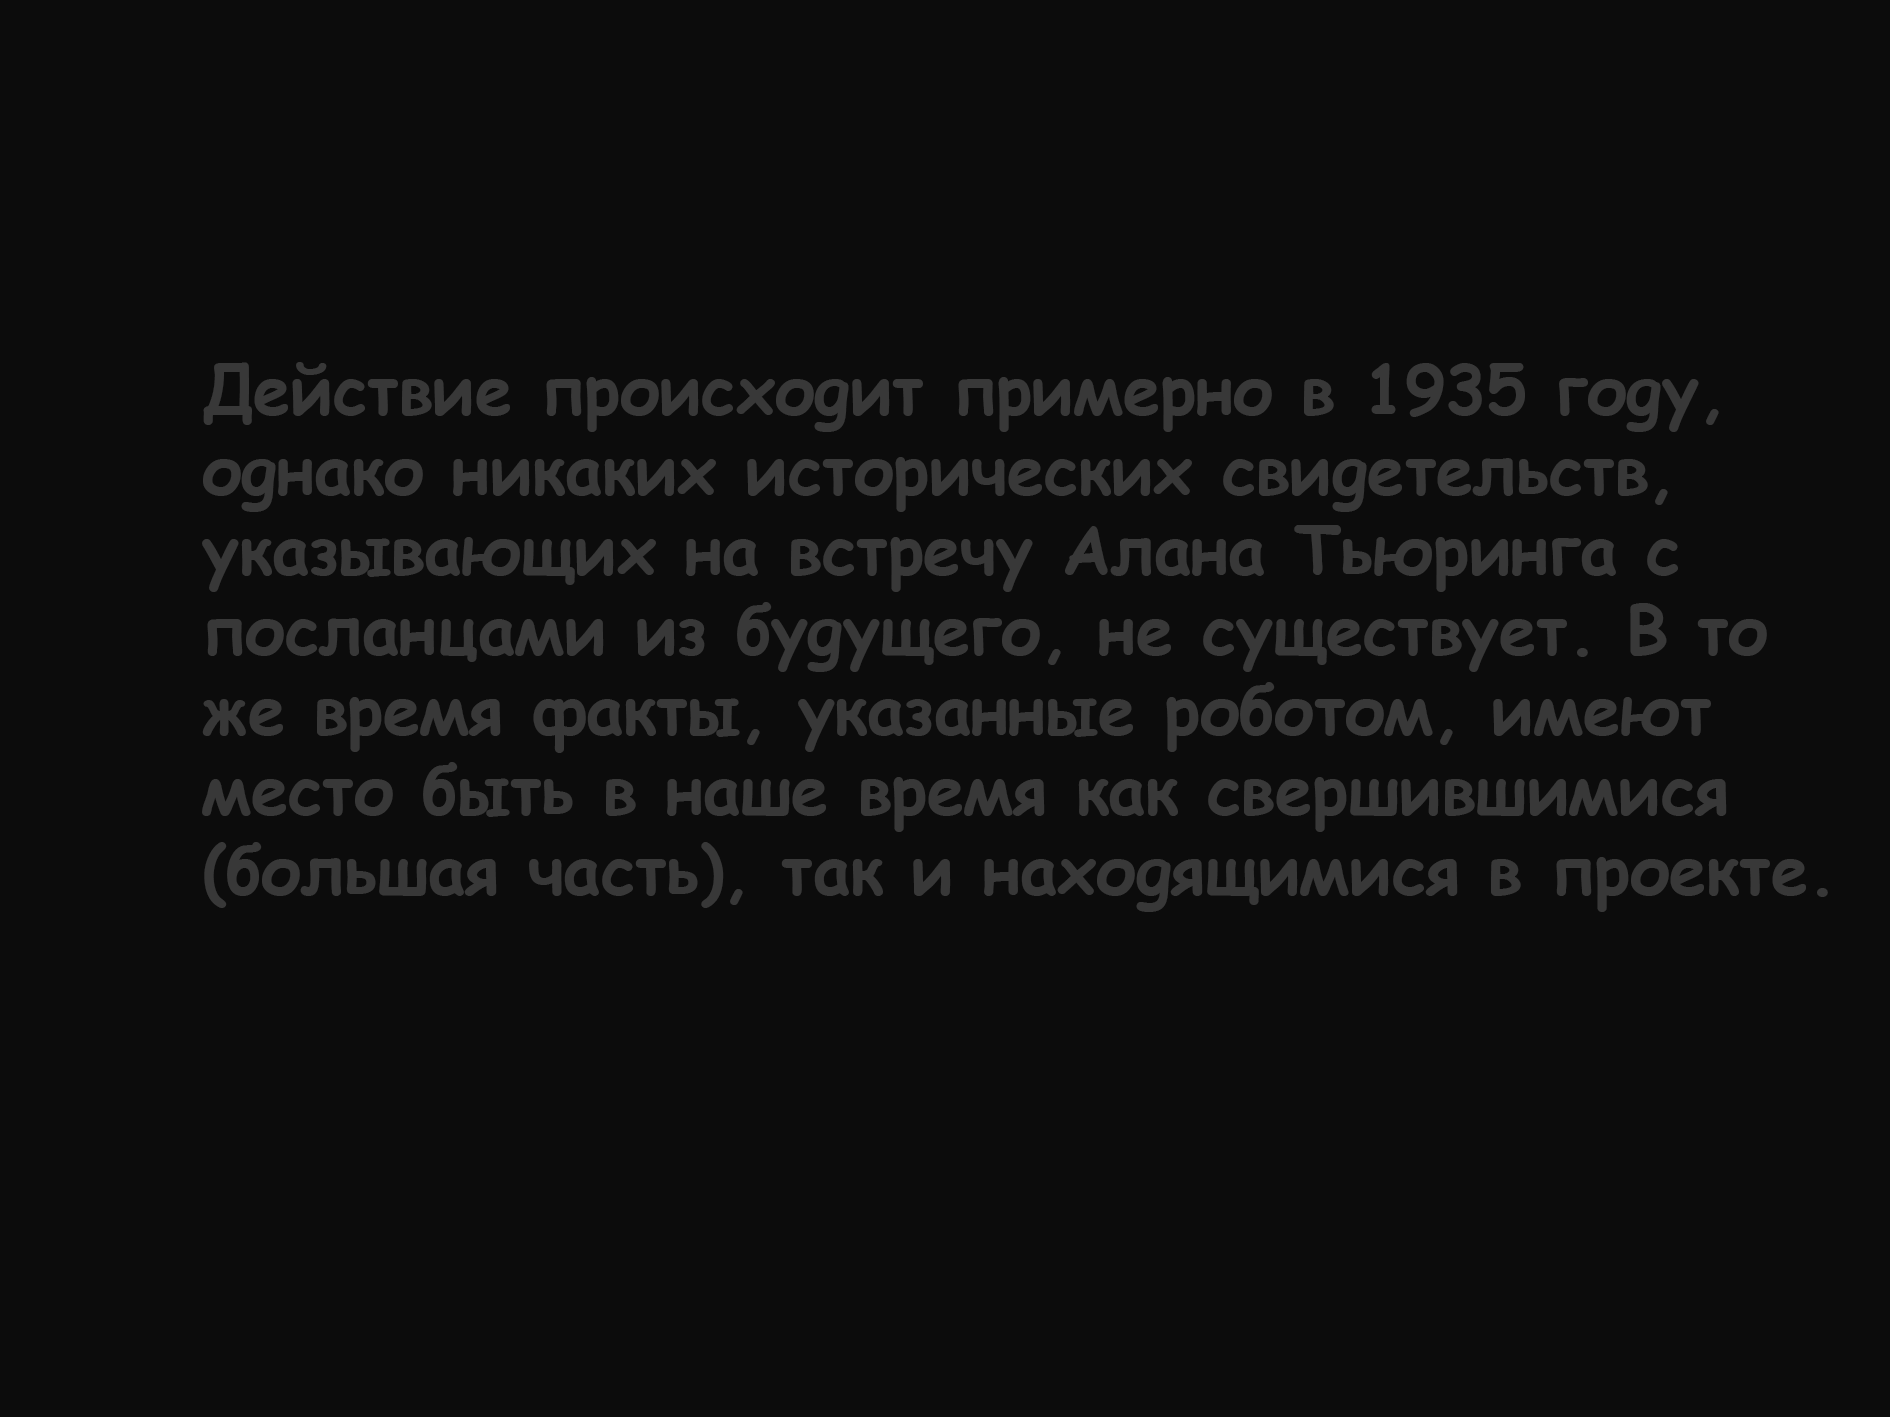 Действие происходит примерно в 1935 году,
однако никаких исторических свидетельств,
указывающих на встречу Алана Тьюринга с
посланцами из будущего, не существует. В то
же время факты, указанные роботом, имеют
место быть в наше время как свершившимися
(большая часть), так и находящимися в проекте.